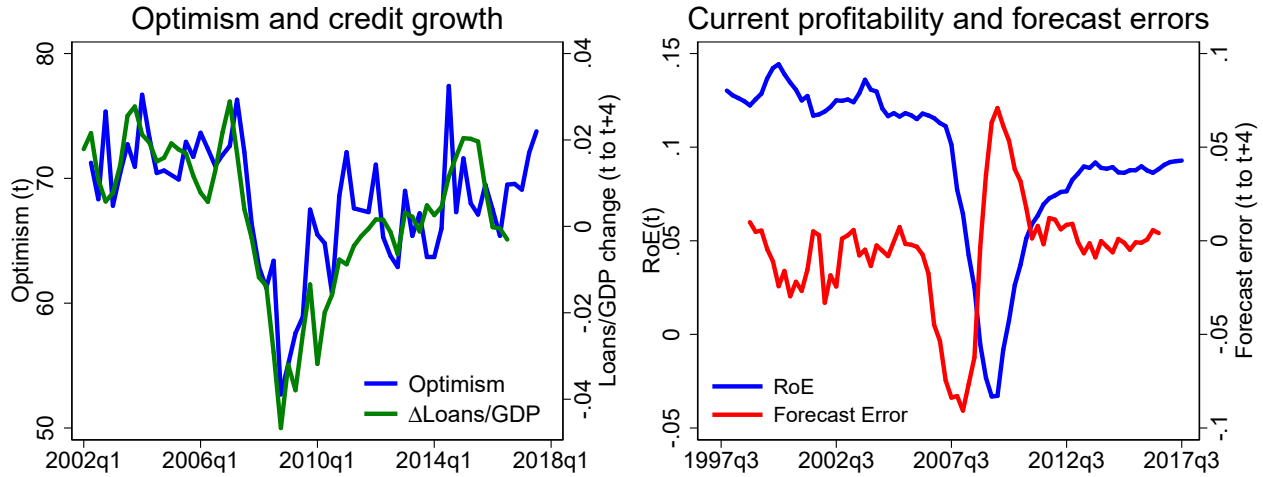 Optimism and credit growth
Optimism (t)
80
70
60
50
.04
.02
0
-.02
-.04
Loans/GDP change (t to t+4)
Optimism
ΔLoans/GDP
2002q1
2006q1
2010q1
2014q1
2018q1
Current profitability and forecast errors
RoE(t)
.15
.1
.05
0
-.05
.1
.05
0
-.05
-.1
Forecast error (t to t+4)
RoE
Forecast Error
1997q3
2002q3
2007q3
2012q3
2017q3